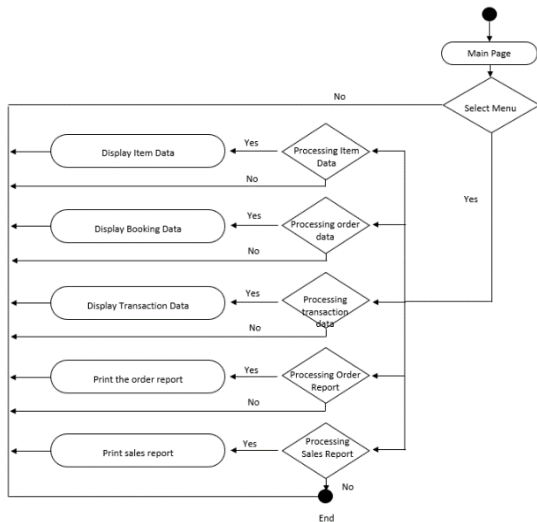 Main Page
Select Menu
No
Yes
Processing Item
Data
Yes
Display Item Data
No
Processing order
data
Yes
Display Booking Data
No
Processing
transaction
data
Yes
Display Transaction Data
No
Processing Order
Report
Yes
Print the order report
No
Processing
Sales Report
Yes
Print sales report
No
End